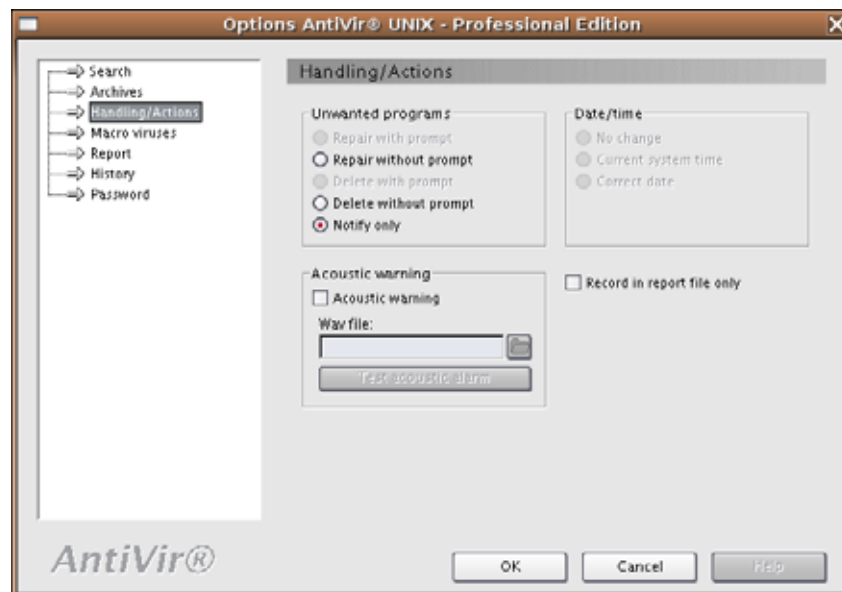 Options AntiVir® UNIX - Professional Edition
Search
Archives
Handling/Actions
Macro viruses
Report
History
Password
Handling/Actions
Unwanted programs
Repair with prompt
Repair without prompt
Delete with prompt
Delete without prompt
Notify only
Date/time
No change
Current system time
Correct date
Acoustic warning
Acoustic warning
Wav file:
Test acoustic alarm
Record in report file only
AntiVir®
OK
Cancel
Help